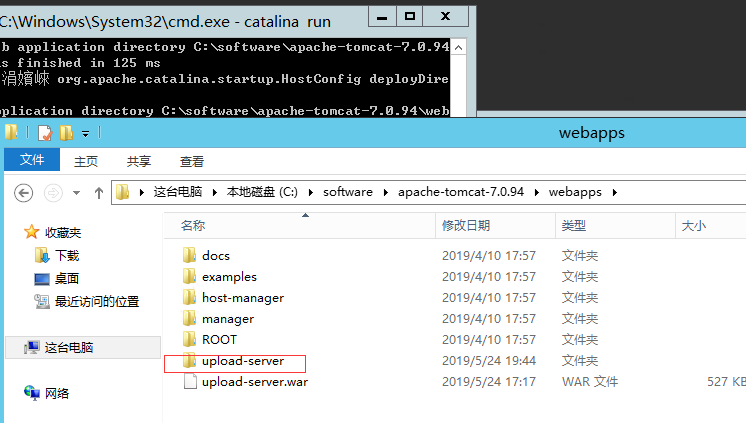 C:\Windows\System32\cmd.exe - catalina run
b application directory C:\software\apache-tomcat-7.0.94
s finished in 125 ms
org.apache.catalina.startup.HostConfig deployDire
pplication directory C:\software\apache-tomcat-7.0.94\web
webapps
文件 主页 共享 查看
这台电脑 本地磁盘 (C:) software apache-tomcat-7.0.94 webapps
名称 修改日期 类型 大小
收藏夹
下载
桌面
最近访问的位置
这台电脑
网络
docs 2019/4/10 17:57 文件夹
examples 2019/4/10 17:57 文件夹
host-manager 2019/4/10 17:57 文件夹
manager 2019/4/10 17:57 文件夹
ROOT 2019/4/10 17:57 文件夹
upload-server 2019/5/24 19:44 文件夹
upload-server.war 2019/5/24 17:17 WAR 文件 527 KB